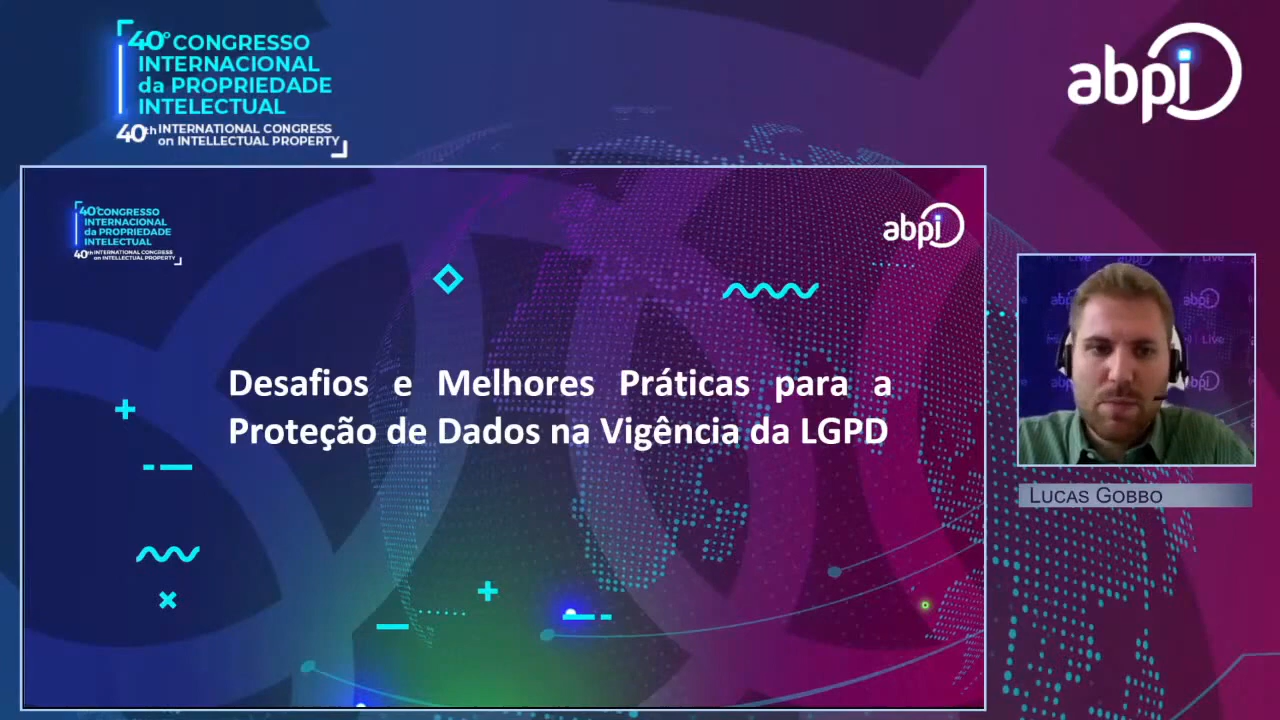 40º CONGRESSO
INTERNACIONAL
da PROPRIEDADE
INTELECTUAL
40th INTERNATIONAL CONGRESS
on INTELLECTUAL PROPERTY
abpi
40º CONGRESSO
INTERNACIONAL
da PROPRIEDADE
INTELECTUAL
40th INTERNATIONAL CONGRESS
on INTELLECTUAL PROPERTY
abpi
Desafios e Melhores Práticas para a
Proteção de Dados na Vigência da LGPD
Live
Live
LUCAS GOBBO